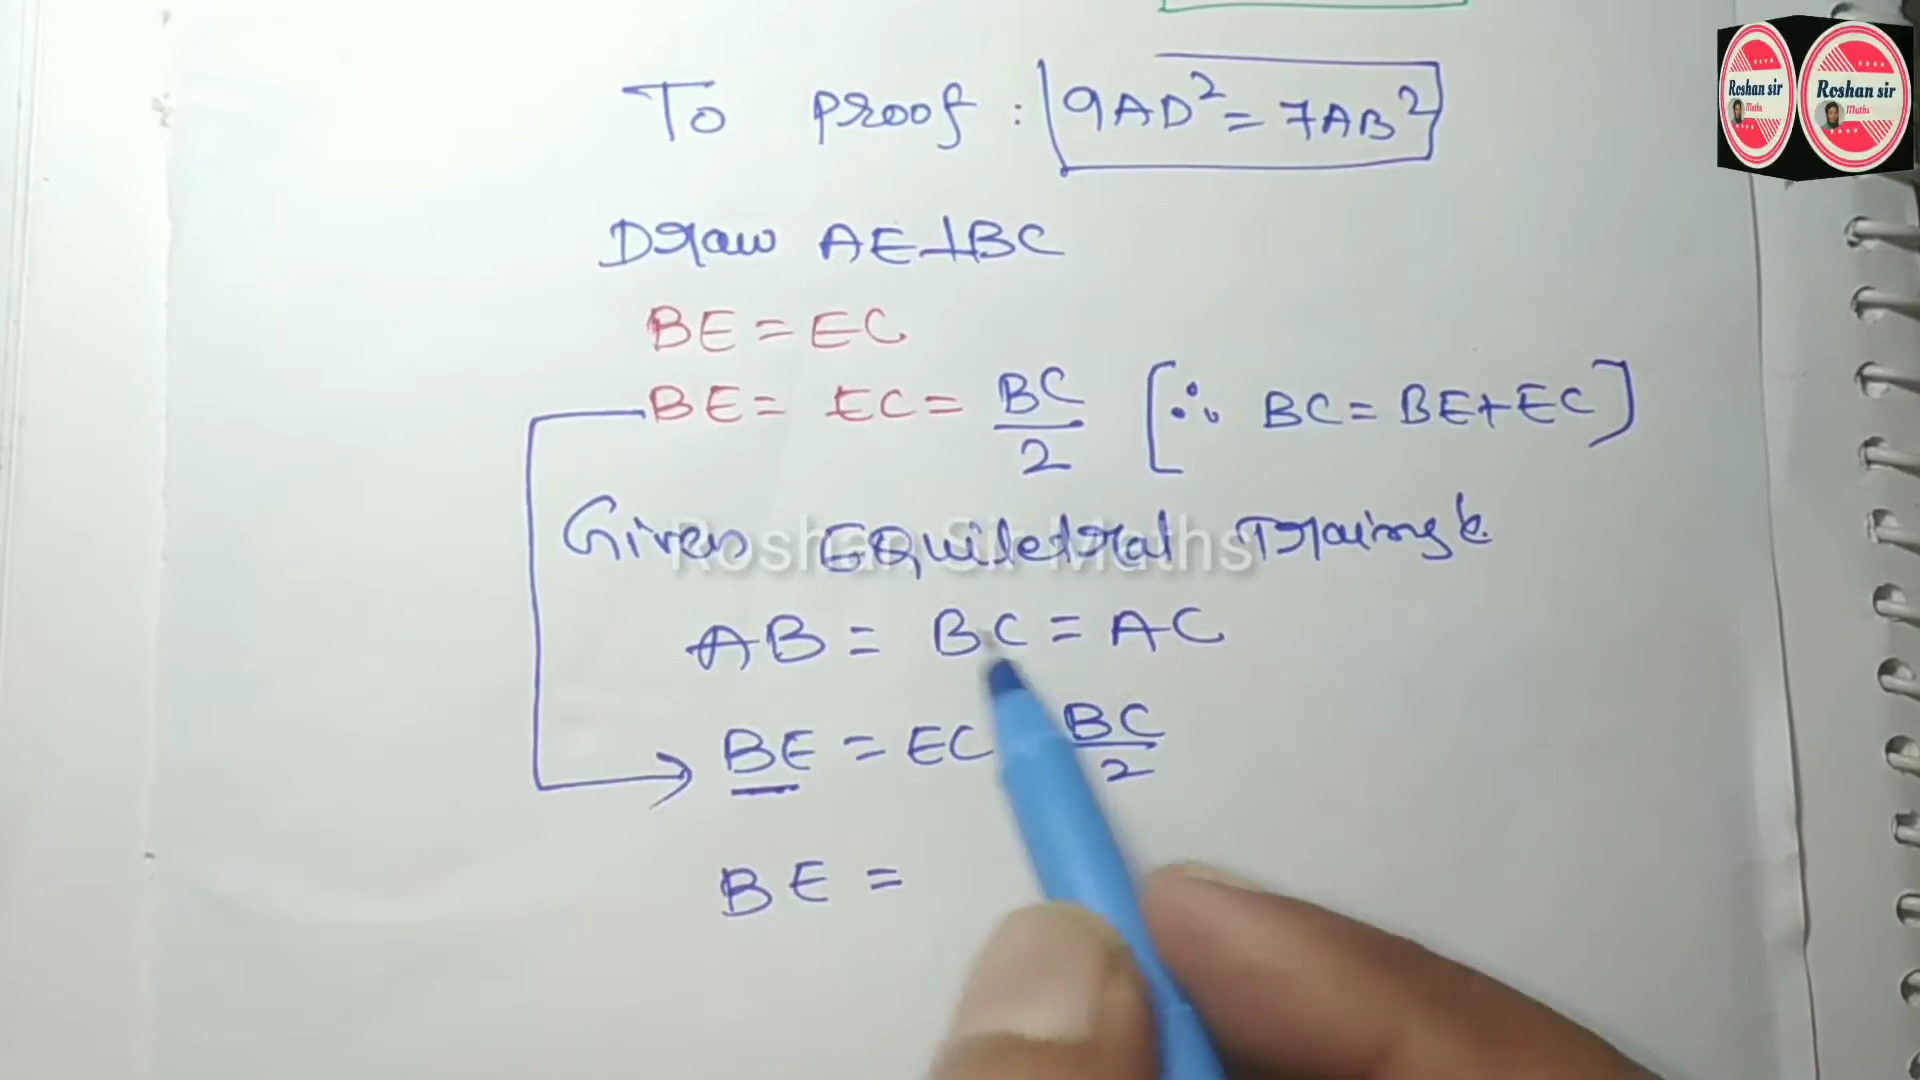 To proof : 9AD² = 7AB²
Draw AE⊥BC
BE = EC
BE = EC = BC/2 [∴ BC = BE + EC]
Given Equiletral Traingle
AB = BC = AC
BE = EC BC/2
BE =
Roshan Sir Maths
Roshan sir
Maths
Roshan sir
Maths